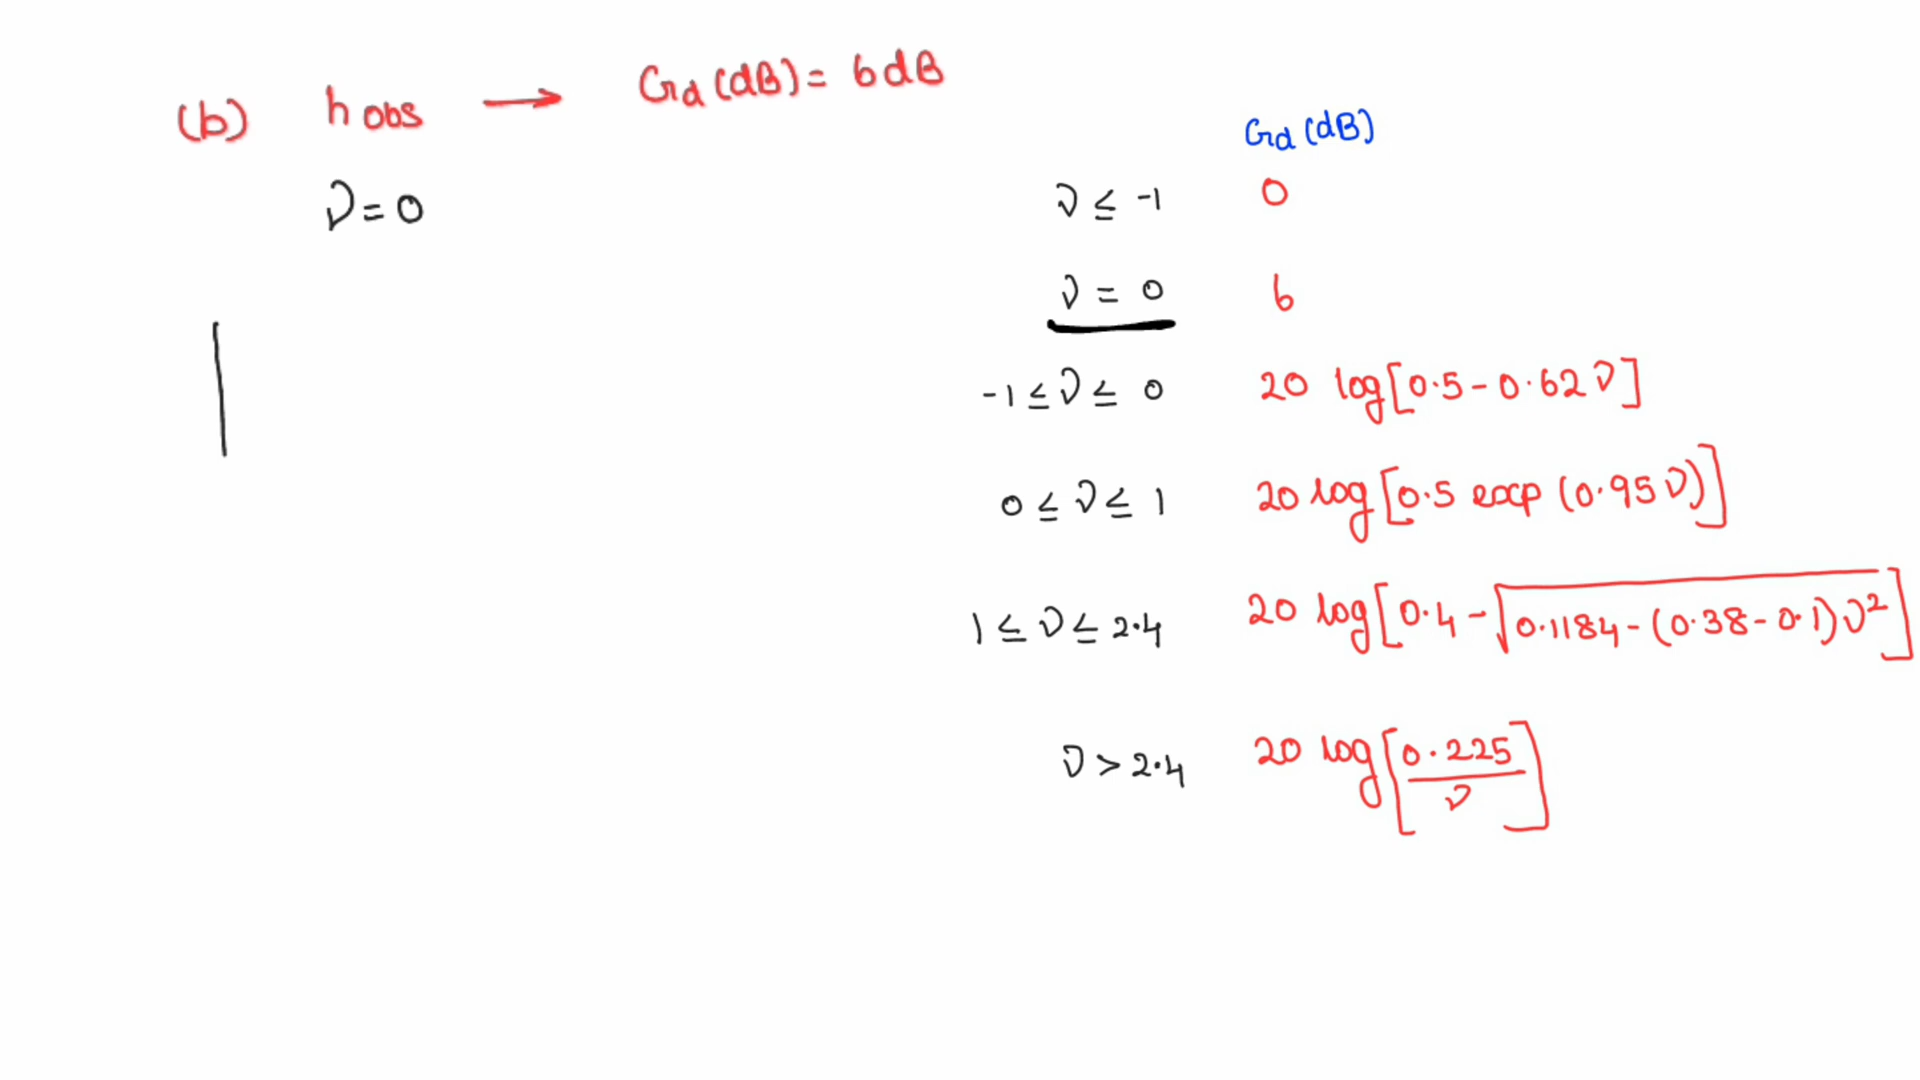 (b) h obs → Gd (dB) = 6dB
ν = 0
Gd (dB)
ν ≤ -1 0
ν = 0 6
-1 ≤ ν ≤ 0 20 log[0.5 - 0.62 ν]
0 ≤ ν ≤ 1 20 log[0.5 exp (0.95 ν)]
1 ≤ ν ≤ 2.4 20 log[0.4 - √0.1184 - (0.38 - 0.1) ν²]
ν > 2.4 20 log[0.225/ν]